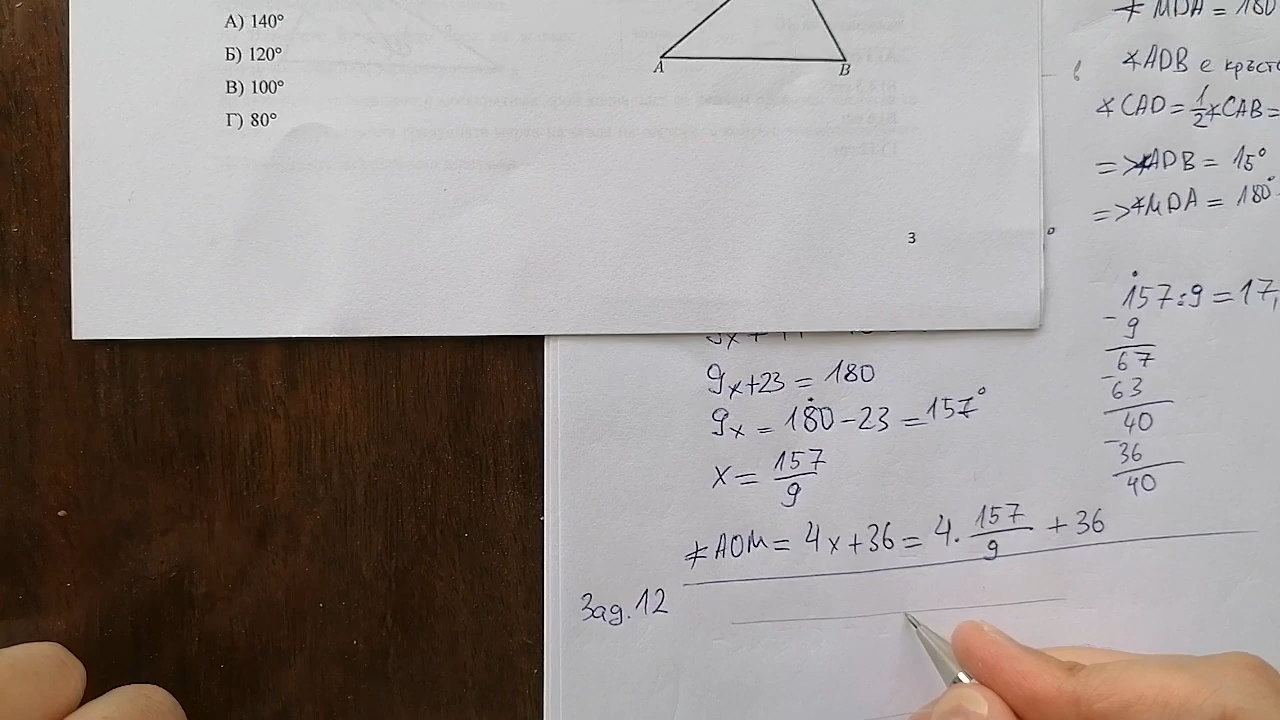 А) 140°
Б) 120°
В) 100°
Г) 80°
A
B
3
9x+23 = 180
9x = 180-23 = 157°
x = 157/9
∢AOM = 4x+36 = 4. 157/9 + 36
Зад. 12
∢MDA = 180
∢ADB е кръсто
∢CAD = 1/2 ∢CAB =
=> ∢ADB = 15°
=> ∢MDA = 180°
157:9 = 17,
- 9
67
- 63
40
- 36
40